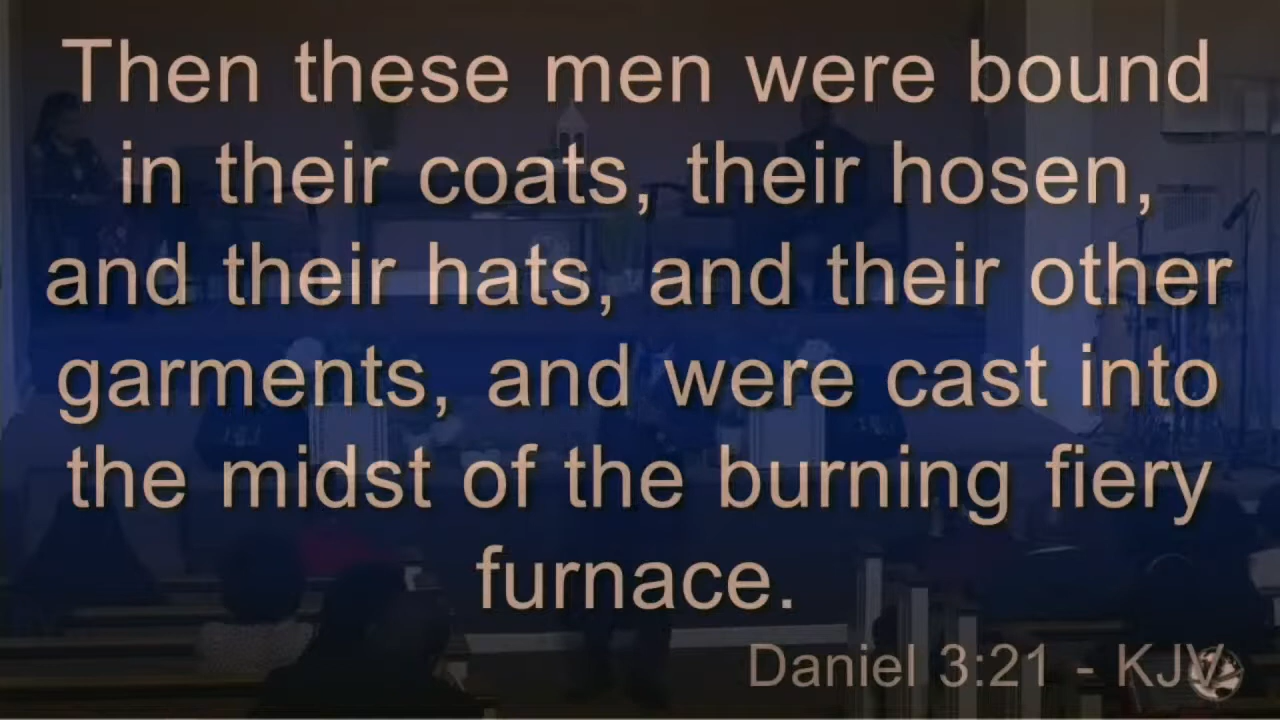 Then these men were bound
in their coats, their hosen,
and their hats, and their other
garments, and were cast into
the midst of the burning fiery
furnace.
Daniel 3:21 - KJV